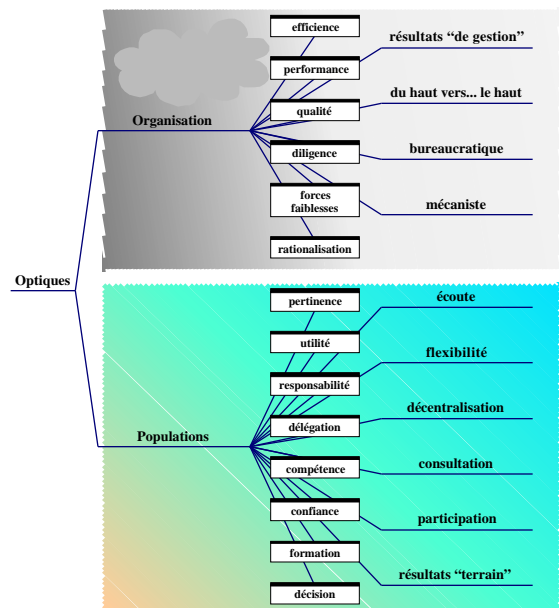 efficience
résultats “de gestion”
performance
du haut vers... le haut
qualité
Organisation
diligence
bureaucratique
forces
faiblesses
mécaniste
rationalisation
Optiques
pertinence
écoute
utilité
flexibilité
responsabilité
décentralisation
délégation
Populations
compétence
consultation
confiance
participation
formation
résultats “terrain”
décision